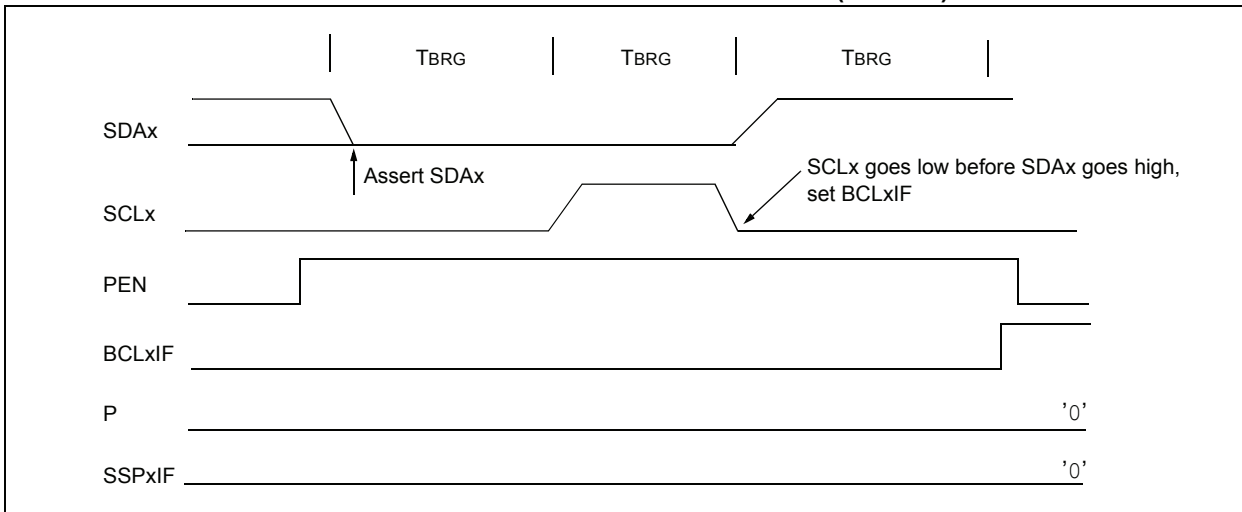 TBRG TBRG TBRG
SDAx
Assert SDAx
SCLx goes low before SDAx goes high,
set BCLxIF
SCLx
PEN
BCLxIF
P '0'
SSPxIF '0'